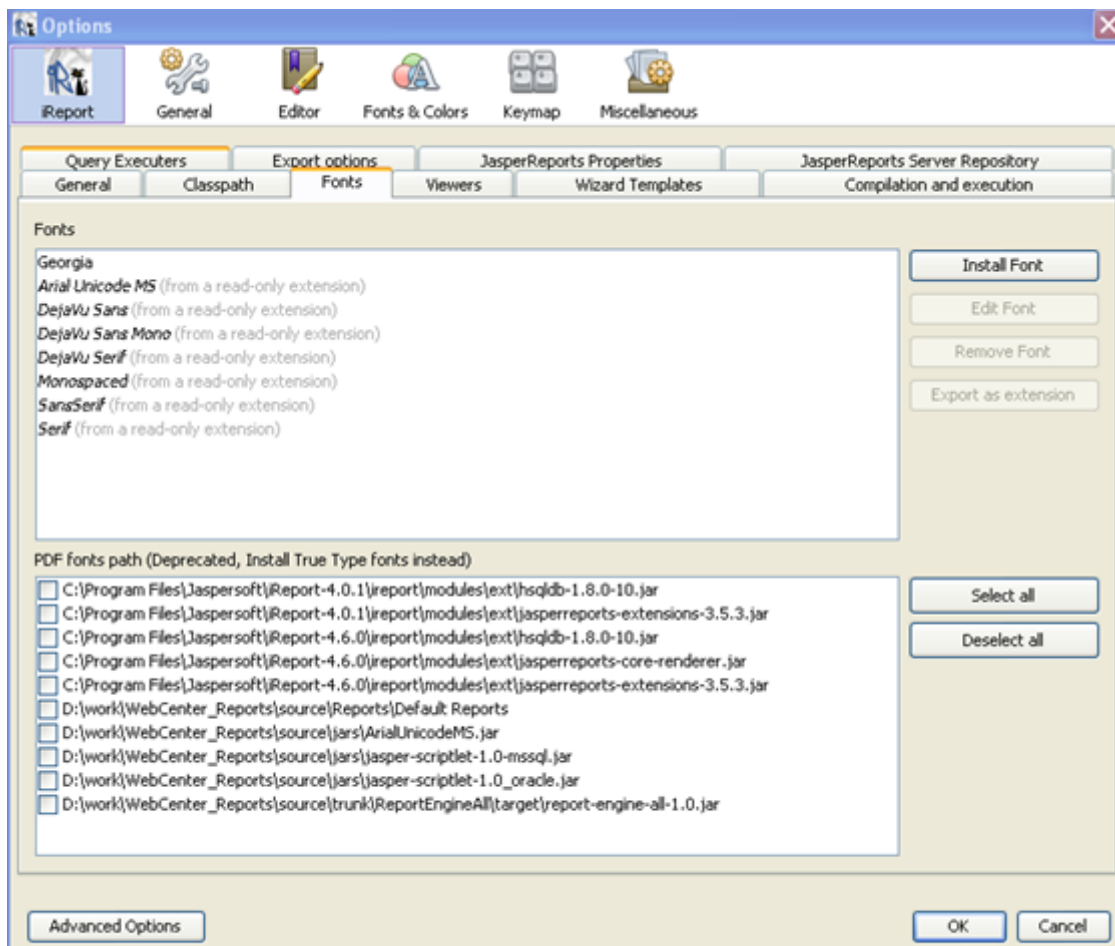 Options
iReport General Editor Fonts & Colors Keymap Miscellaneous
Query Executers Export options JasperReports Properties JasperReports Server Repository
General Classpath Fonts Viewers Wizard Templates Compilation and execution
Fonts
Georgia
Arial Unicode MS (from a read-only extension)
DejaVu Sans (from a read-only extension)
DejaVu Sans Mono (from a read-only extension)
DejaVu Serif (from a read-only extension)
Monospaced (from a read-only extension)
SansSerif (from a read-only extension)
Serif (from a read-only extension)
Install Font
Edit Font
Remove Font
Export as extension
PDF fonts path (Deprecated, Install True Type fonts instead)
C:\Program Files\Jaspersoft\iReport-4.0.1\ireport\modules\ext\hsqldb-1.8.0-10.jar
C:\Program Files\Jaspersoft\iReport-4.0.1\ireport\modules\ext\jasperreports-extensions-3.5.3.jar
C:\Program Files\Jaspersoft\iReport-4.6.0\ireport\modules\ext\hsqldb-1.8.0-10.jar
C:\Program Files\Jaspersoft\iReport-4.6.0\ireport\modules\ext\jasperreports-core-renderer.jar
C:\Program Files\Jaspersoft\iReport-4.6.0\ireport\modules\ext\jasperreports-extensions-3.5.3.jar
D:\work\WebCenter_Reports\source\Reports\Default Reports
D:\work\WebCenter_Reports\source\jars\ArialUnicodeMS.jar
D:\work\WebCenter_Reports\source\jars\jasper-scriptlet-1.0-mssql.jar
D:\work\WebCenter_Reports\source\jars\jasper-scriptlet-1.0_oracle.jar
D:\work\WebCenter_Reports\source\trunk\ReportEngineAll\target\report-engine-all-1.0.jar
Select all
Deselect all
Advanced Options OK Cancel